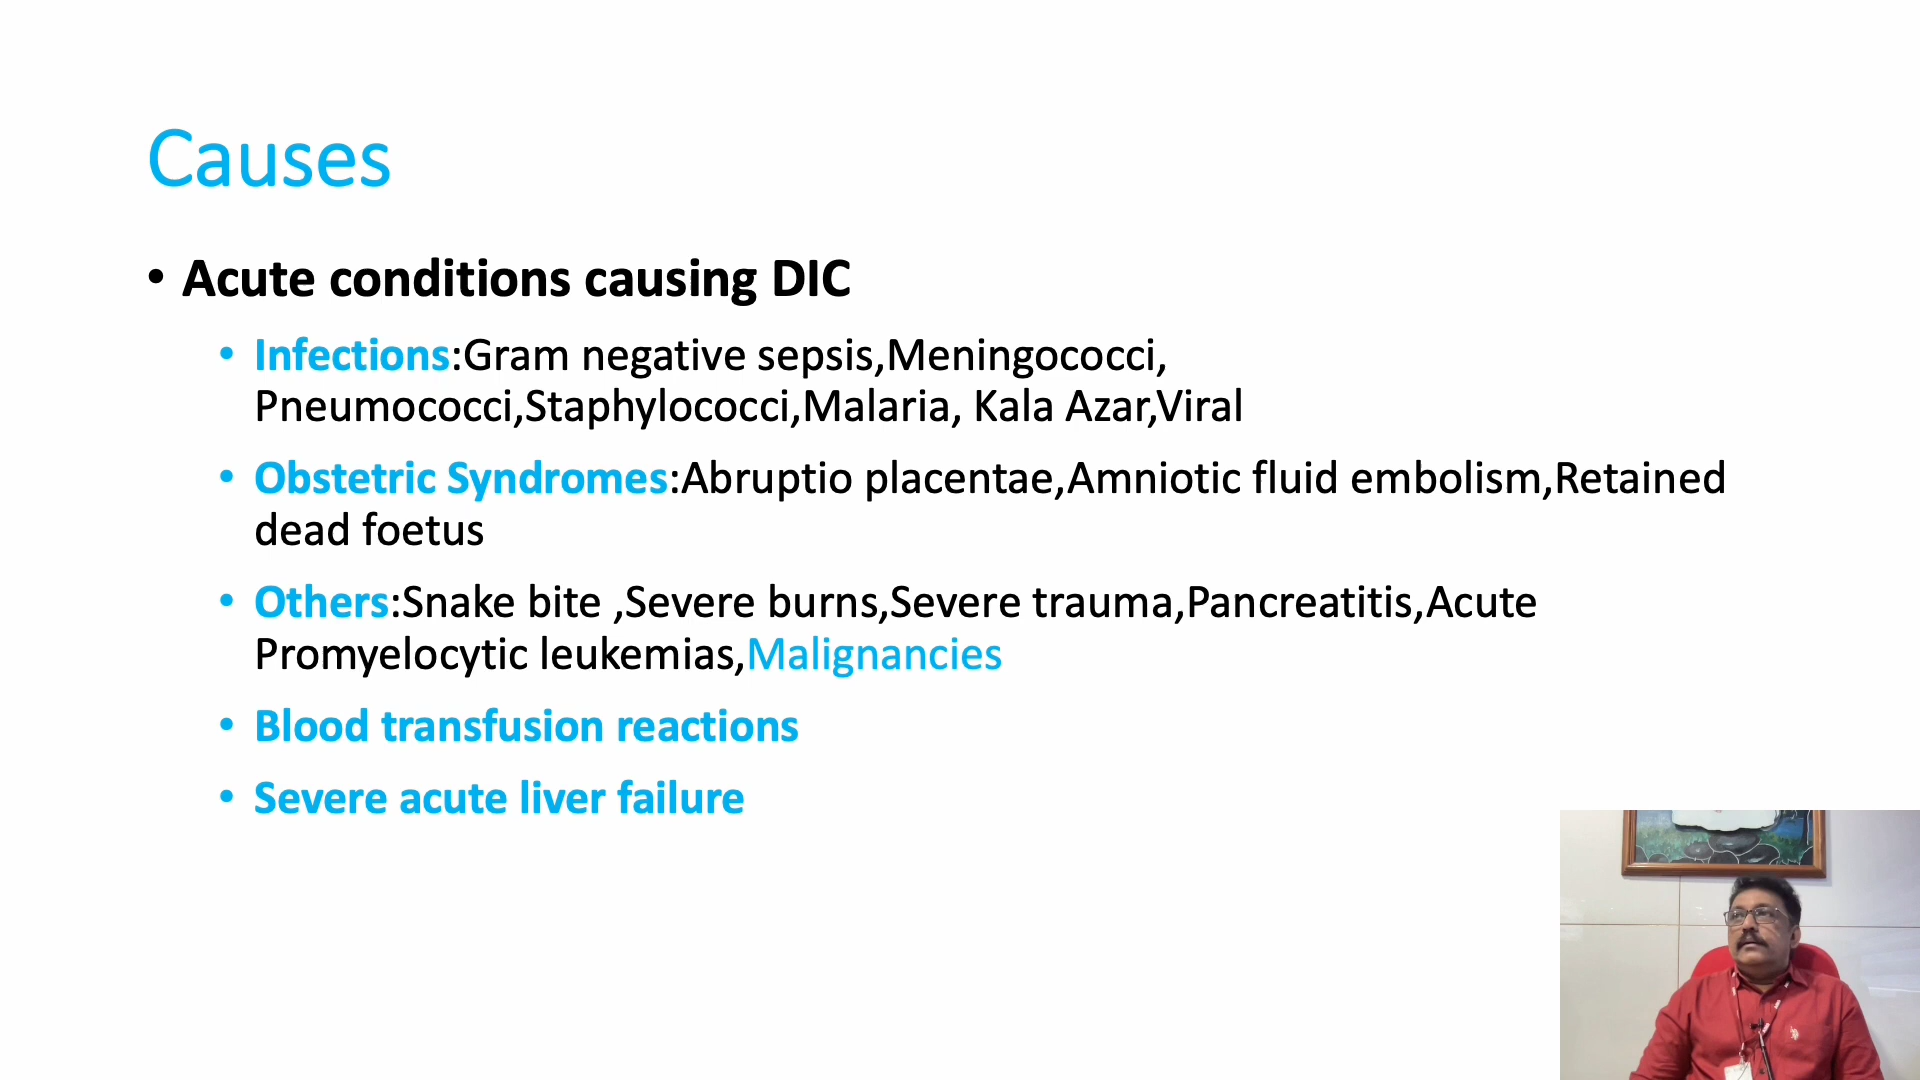 Causes
• Acute conditions causing DIC
• Infections:Gram negative sepsis,Meningococci,
Pneumococci,Staphylococci,Malaria, Kala Azar,Viral
• Obstetric Syndromes:Abruptio placentae,Amniotic fluid embolism,Retained
dead foetus
• Others:Snake bite ,Severe burns,Severe trauma,Pancreatitis,Acute
Promyelocytic leukemias,Malignancies
• Blood transfusion reactions
• Severe acute liver failure